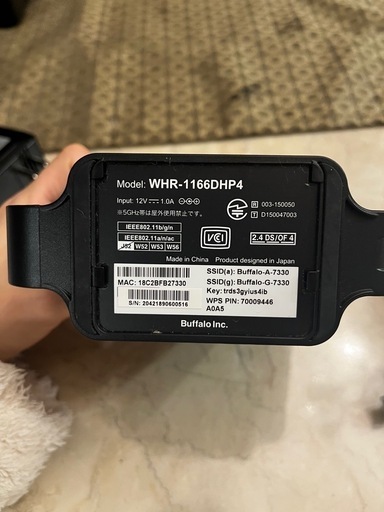 Model: WHR-1166DHP4
Input: 12V⎓1.0A
※5GHz帯は屋外使用禁止です。
R 003-150050
T D150047003
IEEE802.11b/g/n
IEEE802.11a/n/ac
J52 W52 W53 W56
VCI
2.4 DS/OF 4
Made in China Product designed in Japan
MAC: 18C2BFB27330
S/N: 20421890600516
SSID(a): Buffalo-A-7330
SSID(g): Buffalo-G-7330
Key: trds3gyius4ib
WPS PIN: 70009446
A0A5
Buffalo Inc.